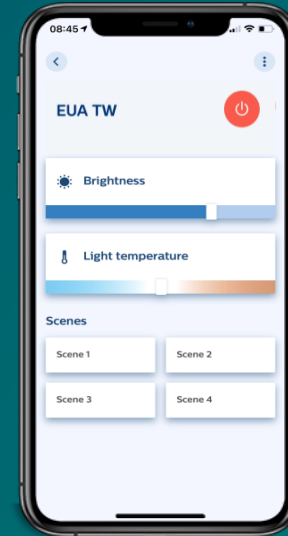 08:45
EUA TW
Brightness
Light temperature
Scenes
Scene 1
Scene 2
Scene 3
Scene 4